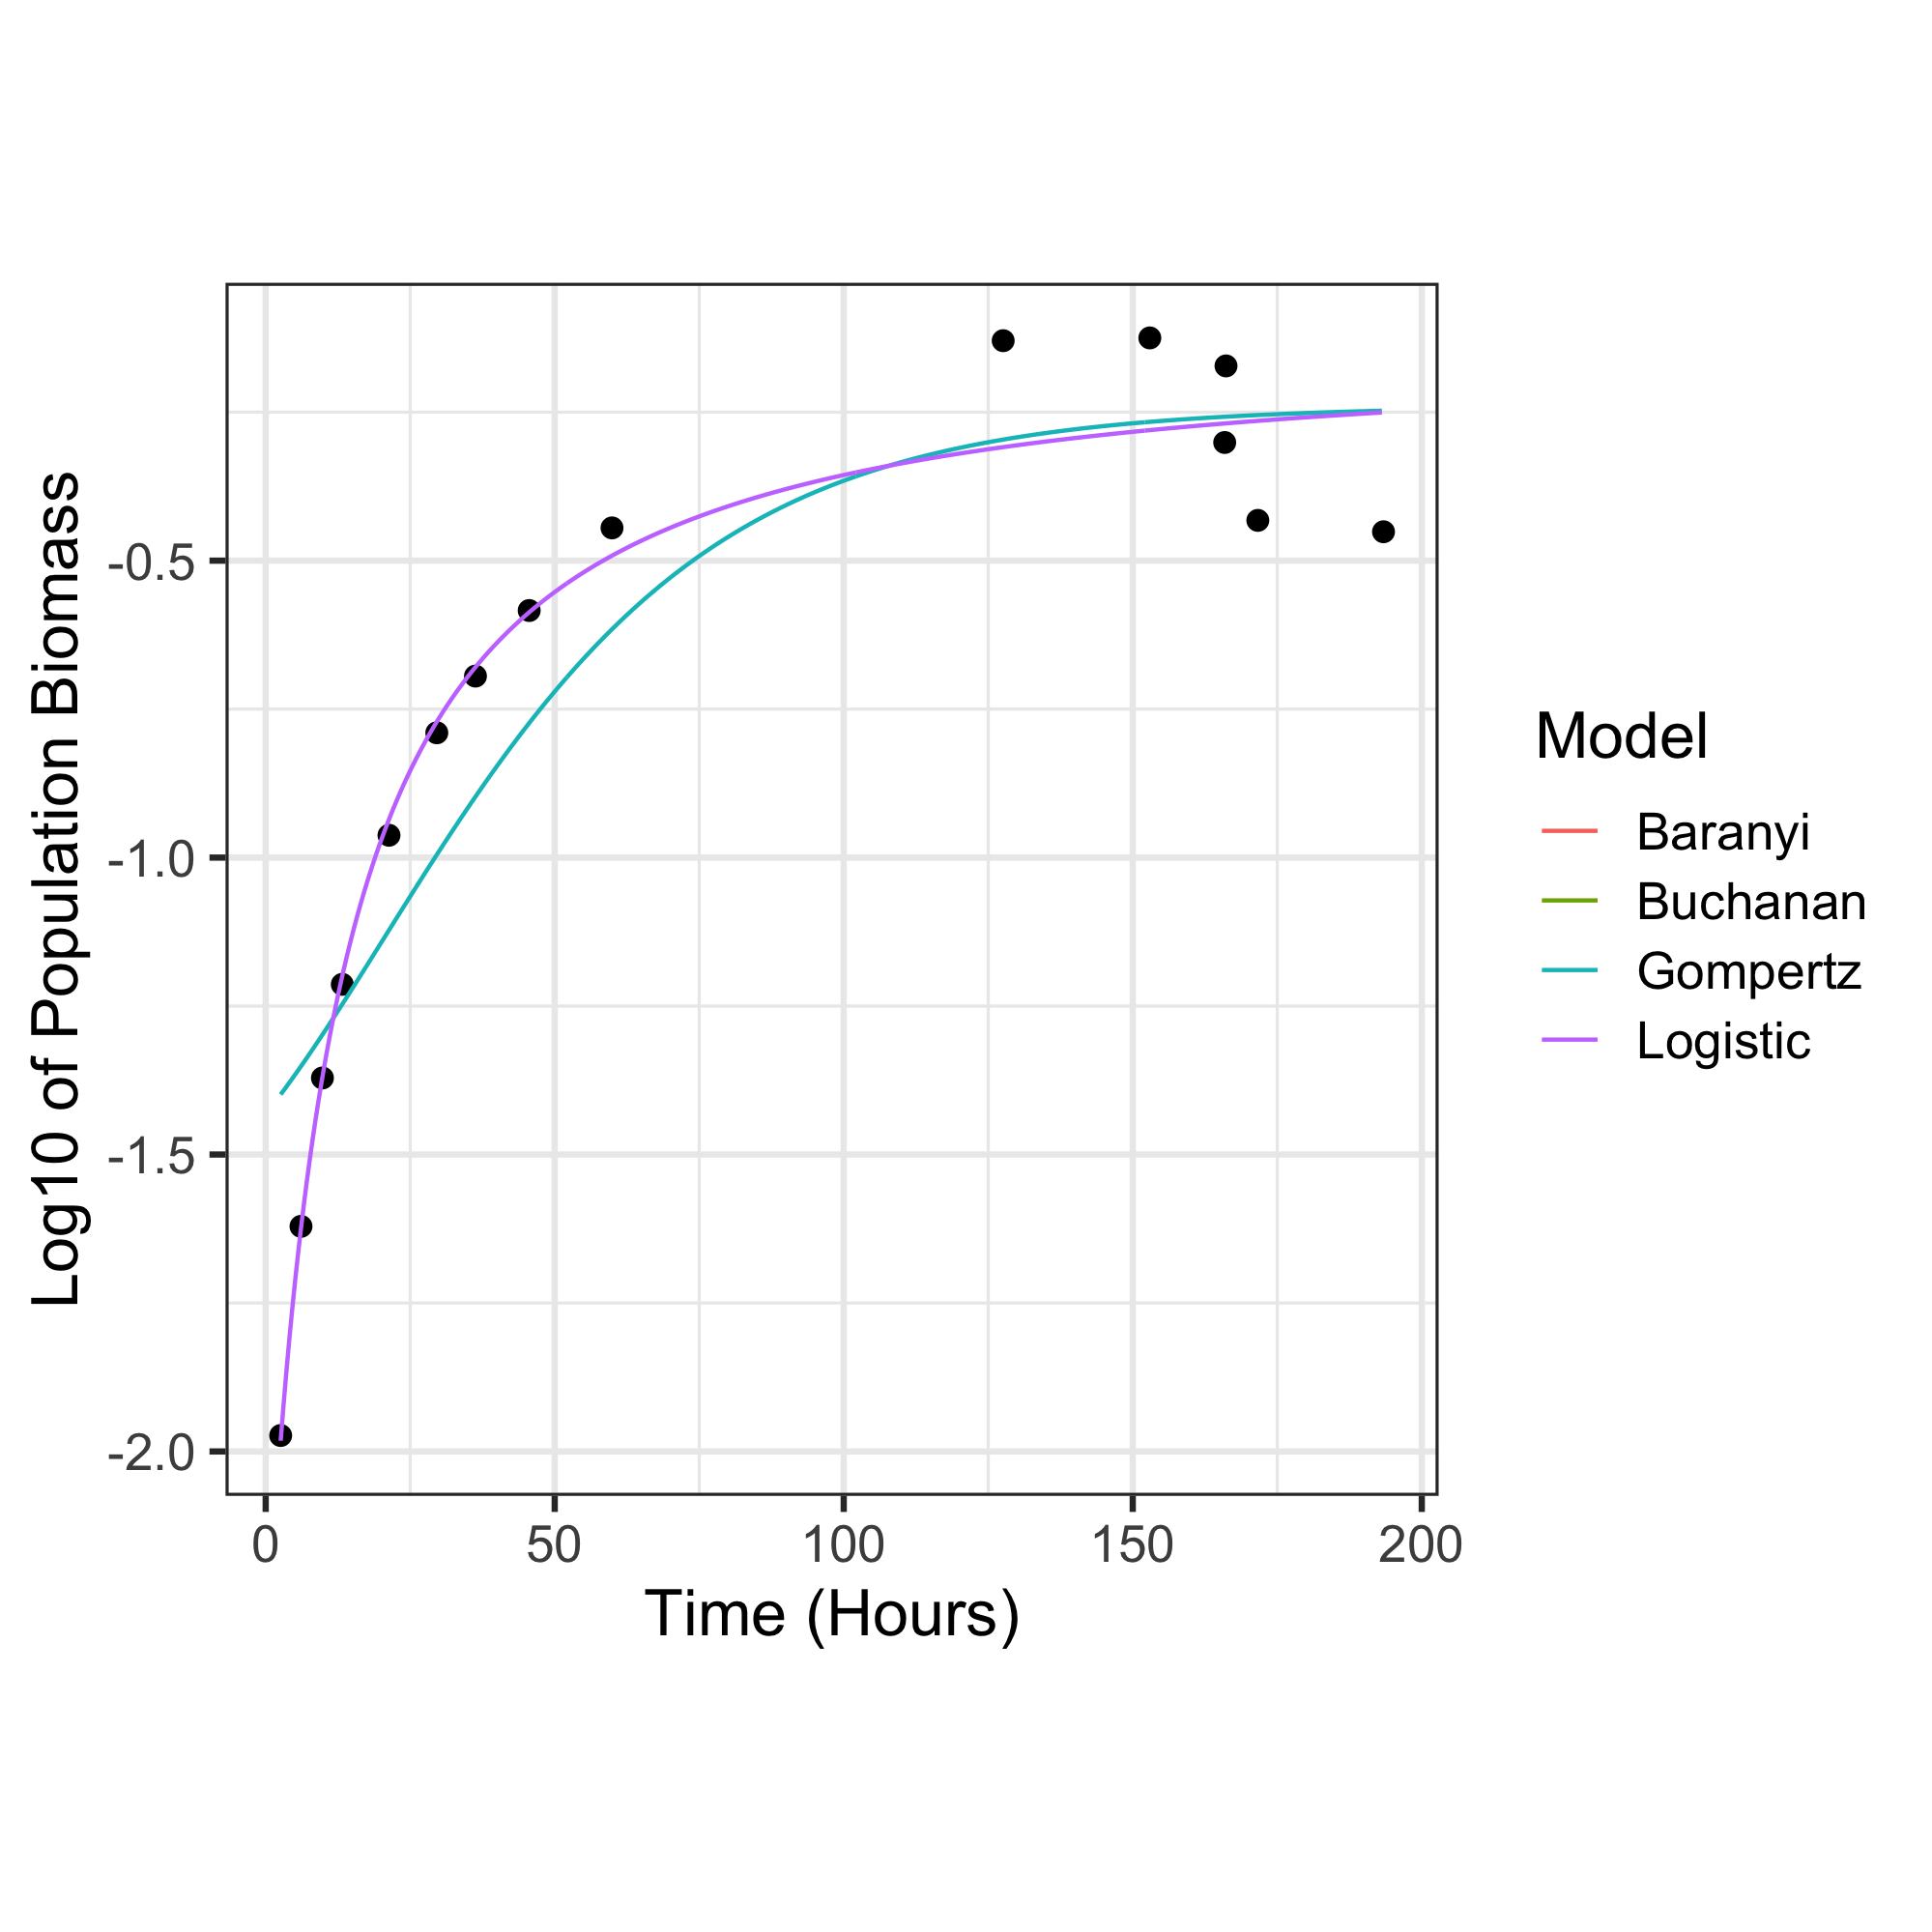 Log10 of Population Biomass
-0.5
-1.0
-1.5
-2.0
0 50 100 150 200
Time (Hours)
Model
Baranyi
Buchanan
Gompertz
Logistic